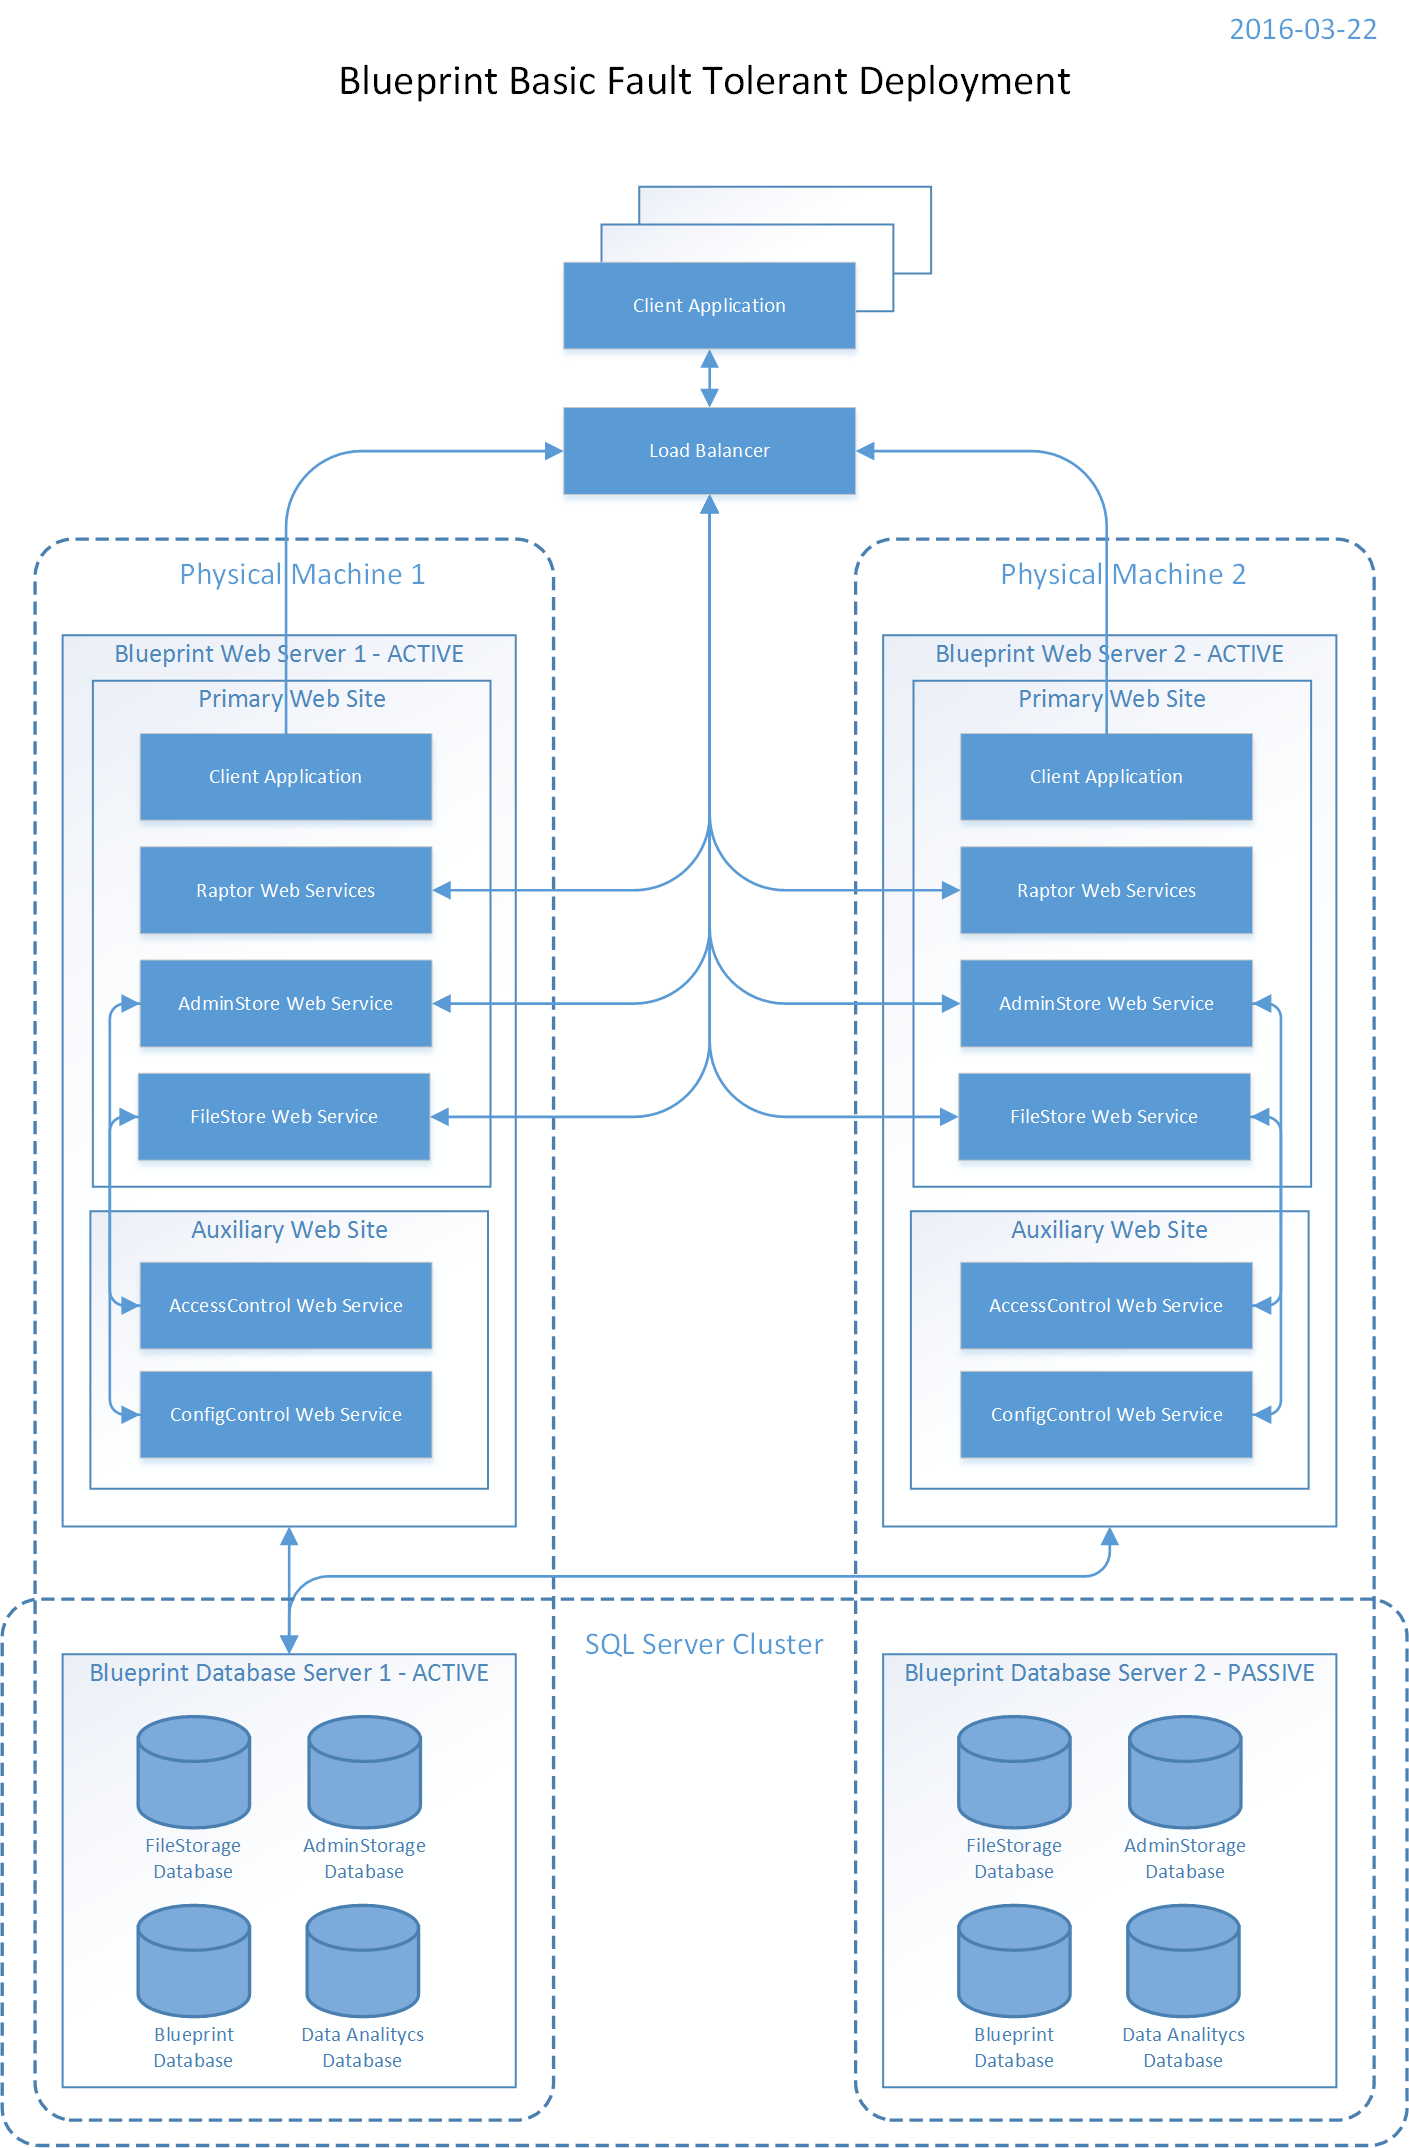 2016-03-22
Blueprint Basic Fault Tolerant Deployment
Client Application
Load Balancer
Physical Machine 1
Blueprint Web Server 1 - ACTIVE
Primary Web Site
Client Application
Raptor Web Services
AdminStore Web Service
FileStore Web Service
Auxiliary Web Site
AccessControl Web Service
ConfigControl Web Service
Physical Machine 2
Blueprint Web Server 2 - ACTIVE
Primary Web Site
Client Application
Raptor Web Services
AdminStore Web Service
FileStore Web Service
Auxiliary Web Site
AccessControl Web Service
ConfigControl Web Service
SQL Server Cluster
Blueprint Database Server 1 - ACTIVE
FileStorage
Database
AdminStorage
Database
Blueprint
Database
Data Analitycs
Database
Blueprint Database Server 2 - PASSIVE
FileStorage
Database
AdminStorage
Database
Blueprint
Database
Data Analitycs
Database